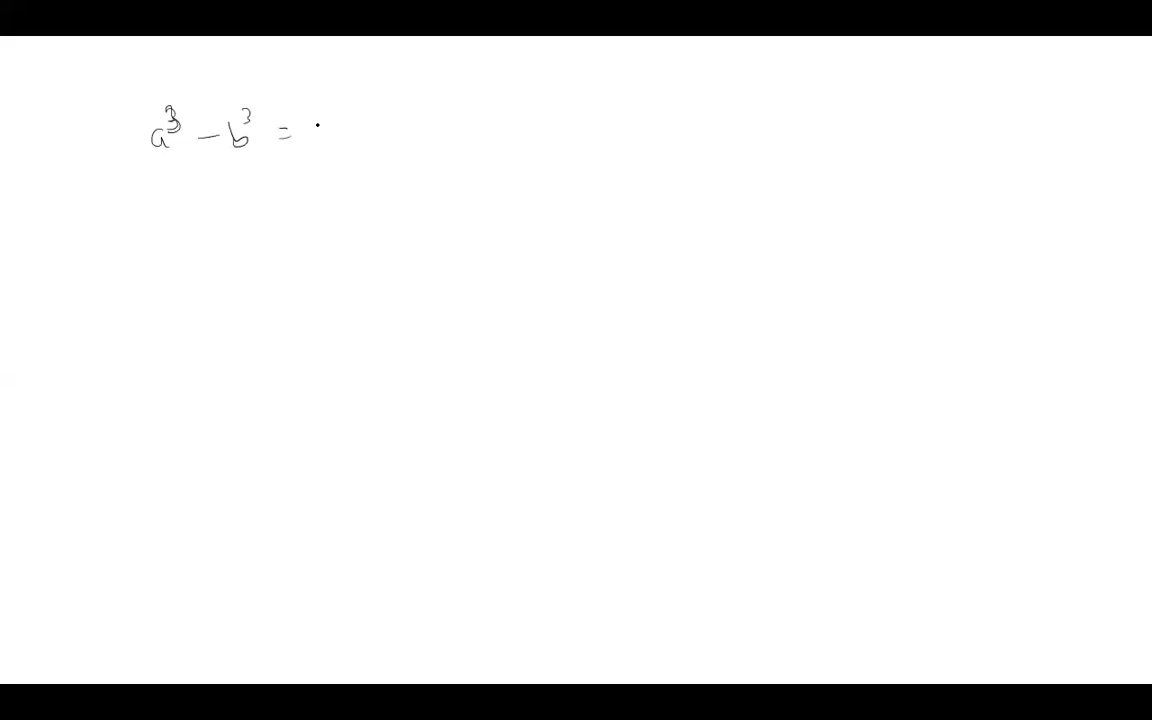 a³ - b³ =